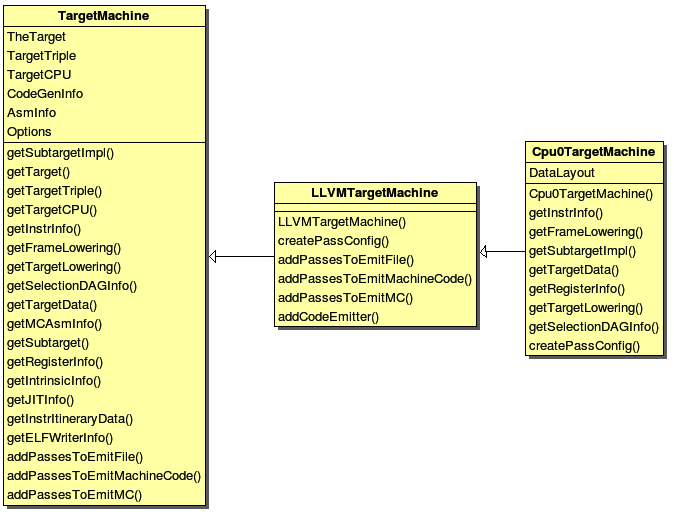 TargetMachine
TheTarget
TargetTriple
TargetCPU
CodeGenInfo
AsmInfo
Options
getSubtargetImpl()
getTarget()
getTargetTriple()
getTargetCPU()
getInstrInfo()
getFrameLowering()
getTargetLowering()
getSelectionDAGInfo()
getTargetData()
getMCAsmInfo()
getSubtarget()
getRegisterInfo()
getIntrinsicInfo()
getJITInfo()
getInstrItineraryData()
getELFWriterInfo()
addPassesToEmitFile()
addPassesToEmitMachineCode()
addPassesToEmitMC()
LLVMTargetMachine
LLVMTargetMachine()
createPassConfig()
addPassesToEmitFile()
addPassesToEmitMachineCode()
addPassesToEmitMC()
addCodeEmitter()
Cpu0TargetMachine
DataLayout
Cpu0TargetMachine()
getInstrInfo()
getFrameLowering()
getSubtargetImpl()
getTargetData()
getRegisterInfo()
getTargetLowering()
getSelectionDAGInfo()
createPassConfig()